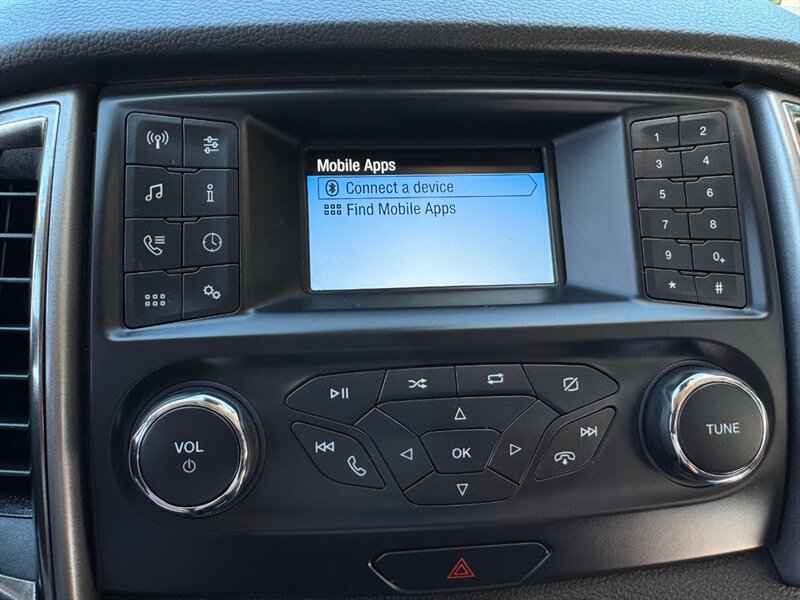 Mobile Apps
Connect a device
Find Mobile Apps
1 2
3 4
5 6
7 8
9 0+
* #
VOL
OK
TUNE